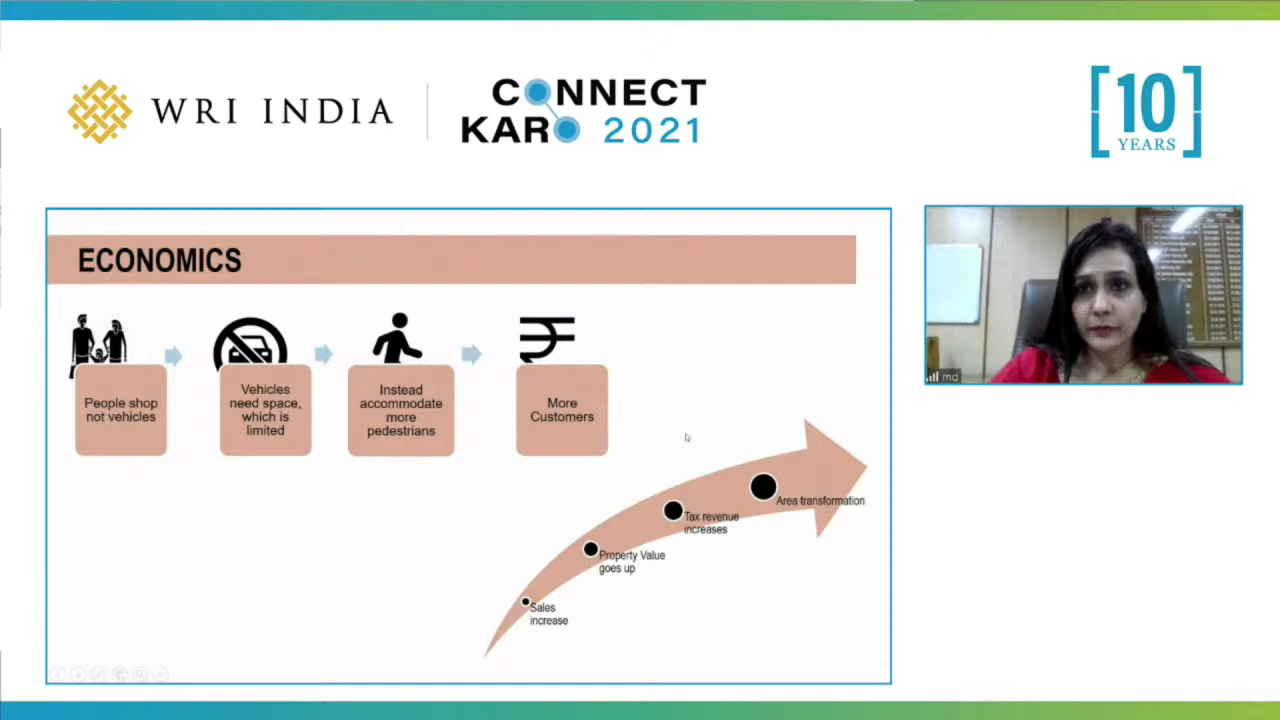 WRI INDIA
CONNECT
KARO 2021
10
YEARS
ECONOMICS
People shop
not vehicles
Vehicles
need space,
which is
limited
Instead
accommodate
more
pedestrians
More
Customers
Area transformation
Tax revenue
increases
Property Value
goes up
Sales
increase
md